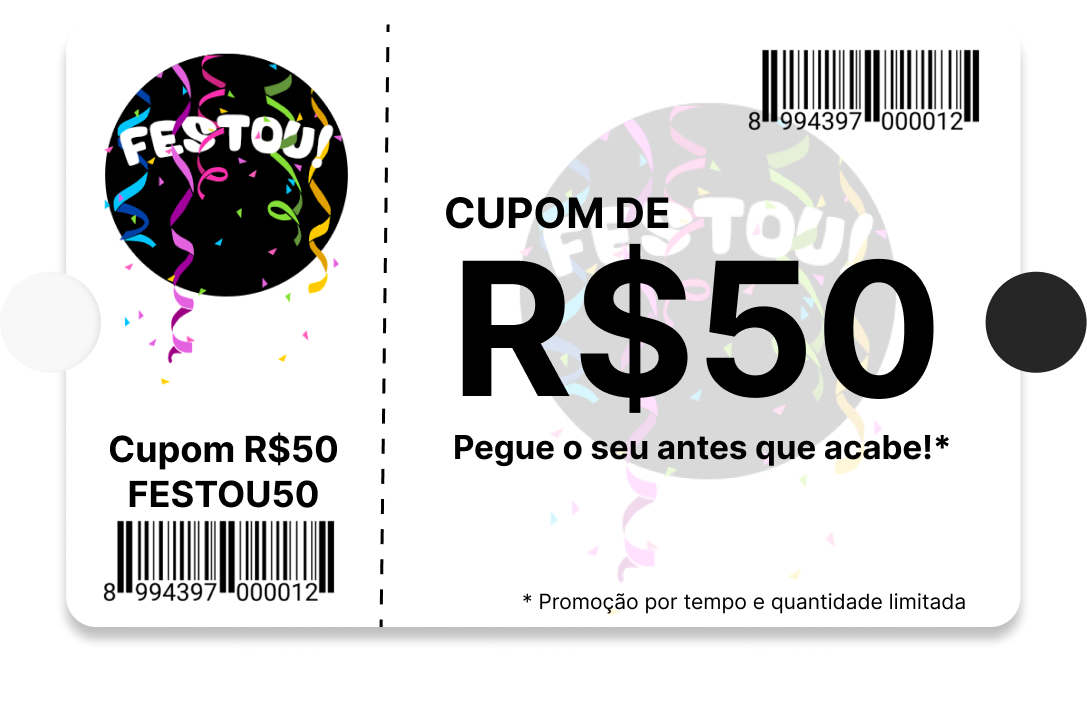 FESTOU!
Cupom R$50
FESTOU50
8 994397 000012
8 994397 000012
FESTOU!
CUPOM DE
R$50
Pegue o seu antes que acabe!*
* Promoção por tempo e quantidade limitada